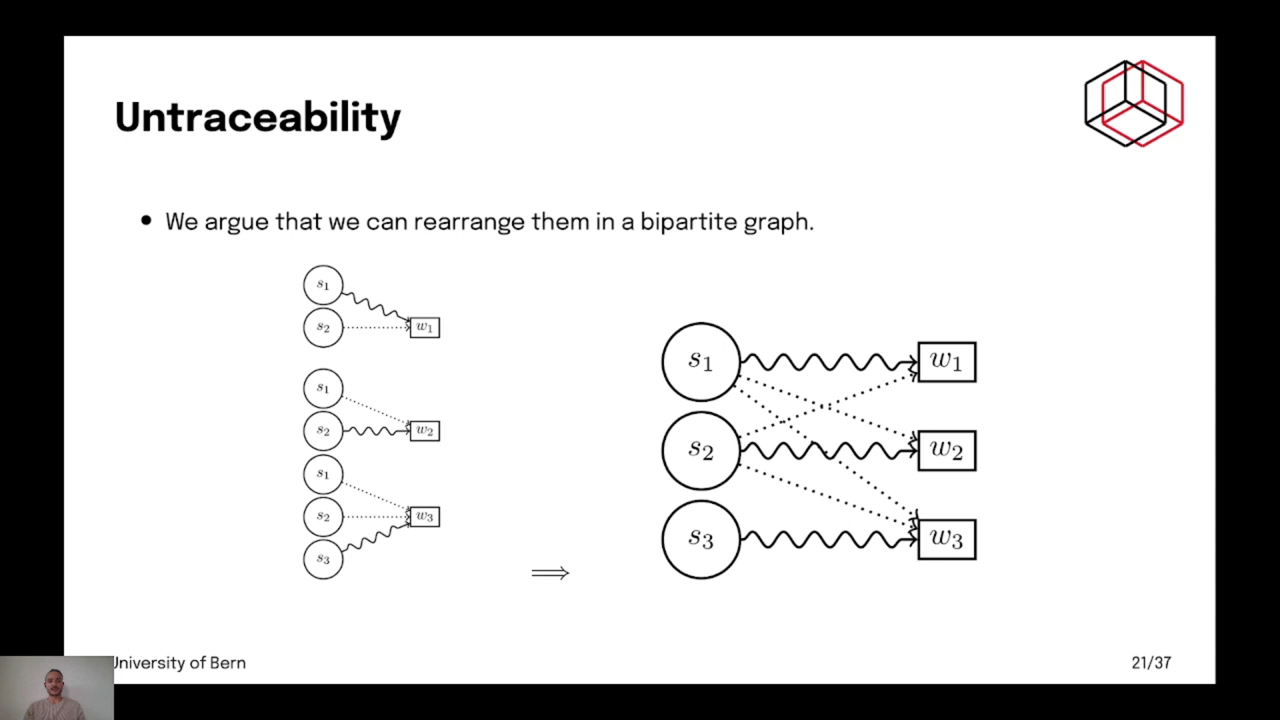 Untraceability
• We argue that we can rearrange them in a bipartite graph.
s₁
s₂
w₁
s₁
s₂
w₂
s₁
s₂
s₃
w₃
⟹
s₁
w₁
s₂
w₂
s₃
w₃
University of Bern
21/37